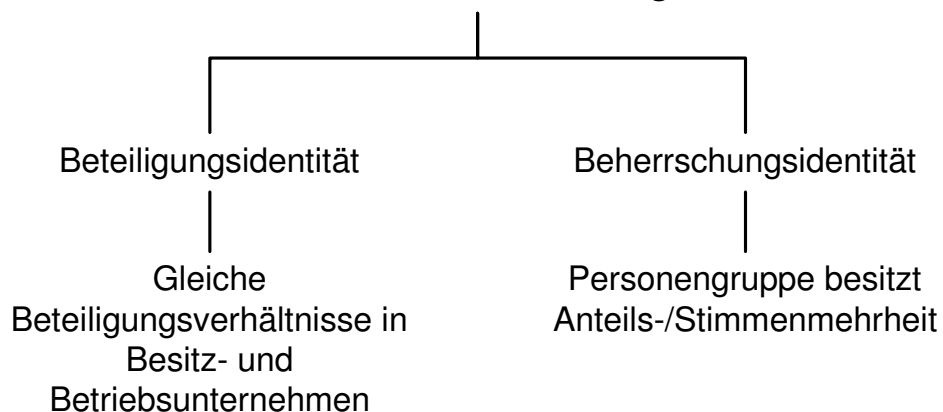 Beteiligungsidentität
Beherrschungsidentität
Gleiche
Beteiligungsverhältnisse in
Besitz- und
Betriebsunternehmen
Personengruppe besitzt
Anteils-/Stimmenmehrheit